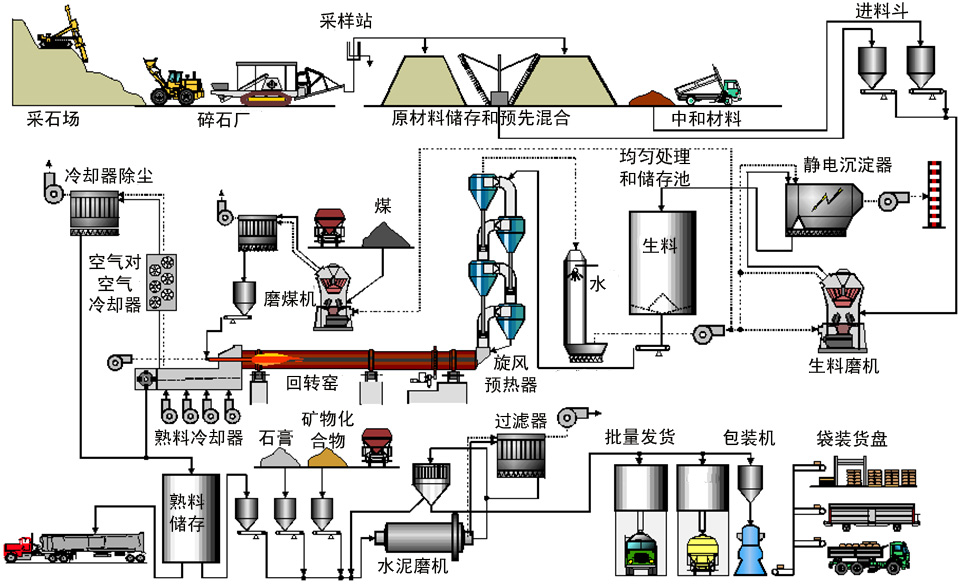 采样站
进料斗
采石场
碎石厂
原材料储存和预先混合
中和材料
冷却器除尘
煤
均匀处理
和储存池
静电沉淀器
生料
空气对
空气
冷却器
磨煤机
水
回转窑
旋风
预热器
生料磨机
熟料冷却器
石膏
矿物化
合物
过滤器
批量发货
包装机
袋装货盘
熟料
储存
水泥磨机